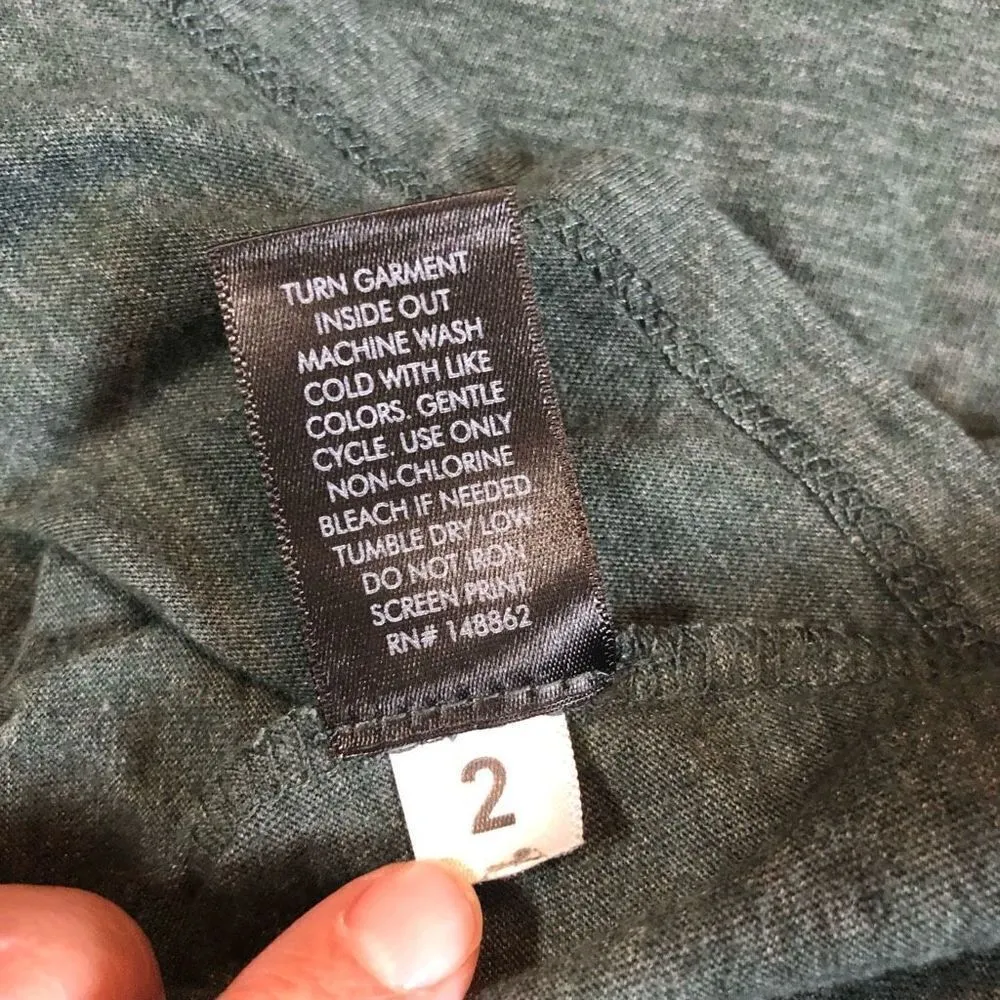 TURN GARMENT
INSIDE OUT
MACHINE WASH
COLD WITH LIKE
COLORS. GENTLE
CYCLE. USE ONLY
NON-CHLORINE
BLEACH IF NEEDED
TUMBLE DRY LOW
DO NOT IRON
SCREEN PRINT
RN# 148862
2